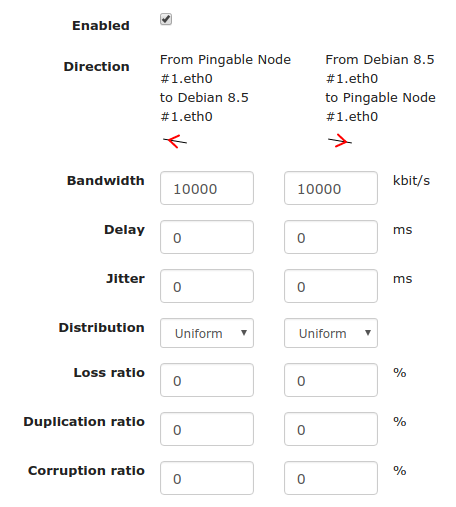 Enabled
Direction
From Pingable Node
#1.eth0
to Debian 8.5
#1.eth0
From Debian 8.5
#1.eth0
to Pingable Node
#1.eth0
Bandwidth 10000 10000 kbit/s
Delay 0 0 ms
Jitter 0 0 ms
Distribution Uniform Uniform
Loss ratio 0 0 %
Duplication ratio 0 0 %
Corruption ratio 0 0 %